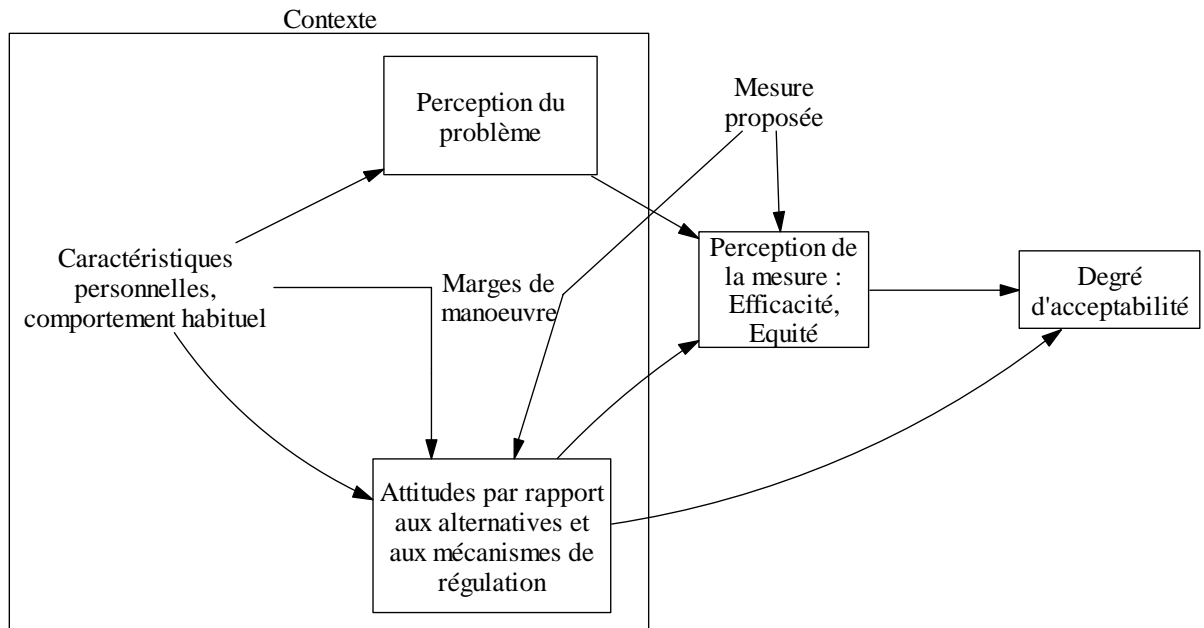 Contexte
Perception du
problème
Mesure
proposée
Caractéristiques
personnelles,
comportement habituel
Marges de
manoeuvre
Perception de
la mesure :
Efficacité,
Equité
Degré
d'acceptabilité
Attitudes par rapport
aux alternatives et
aux mécanismes de
régulation